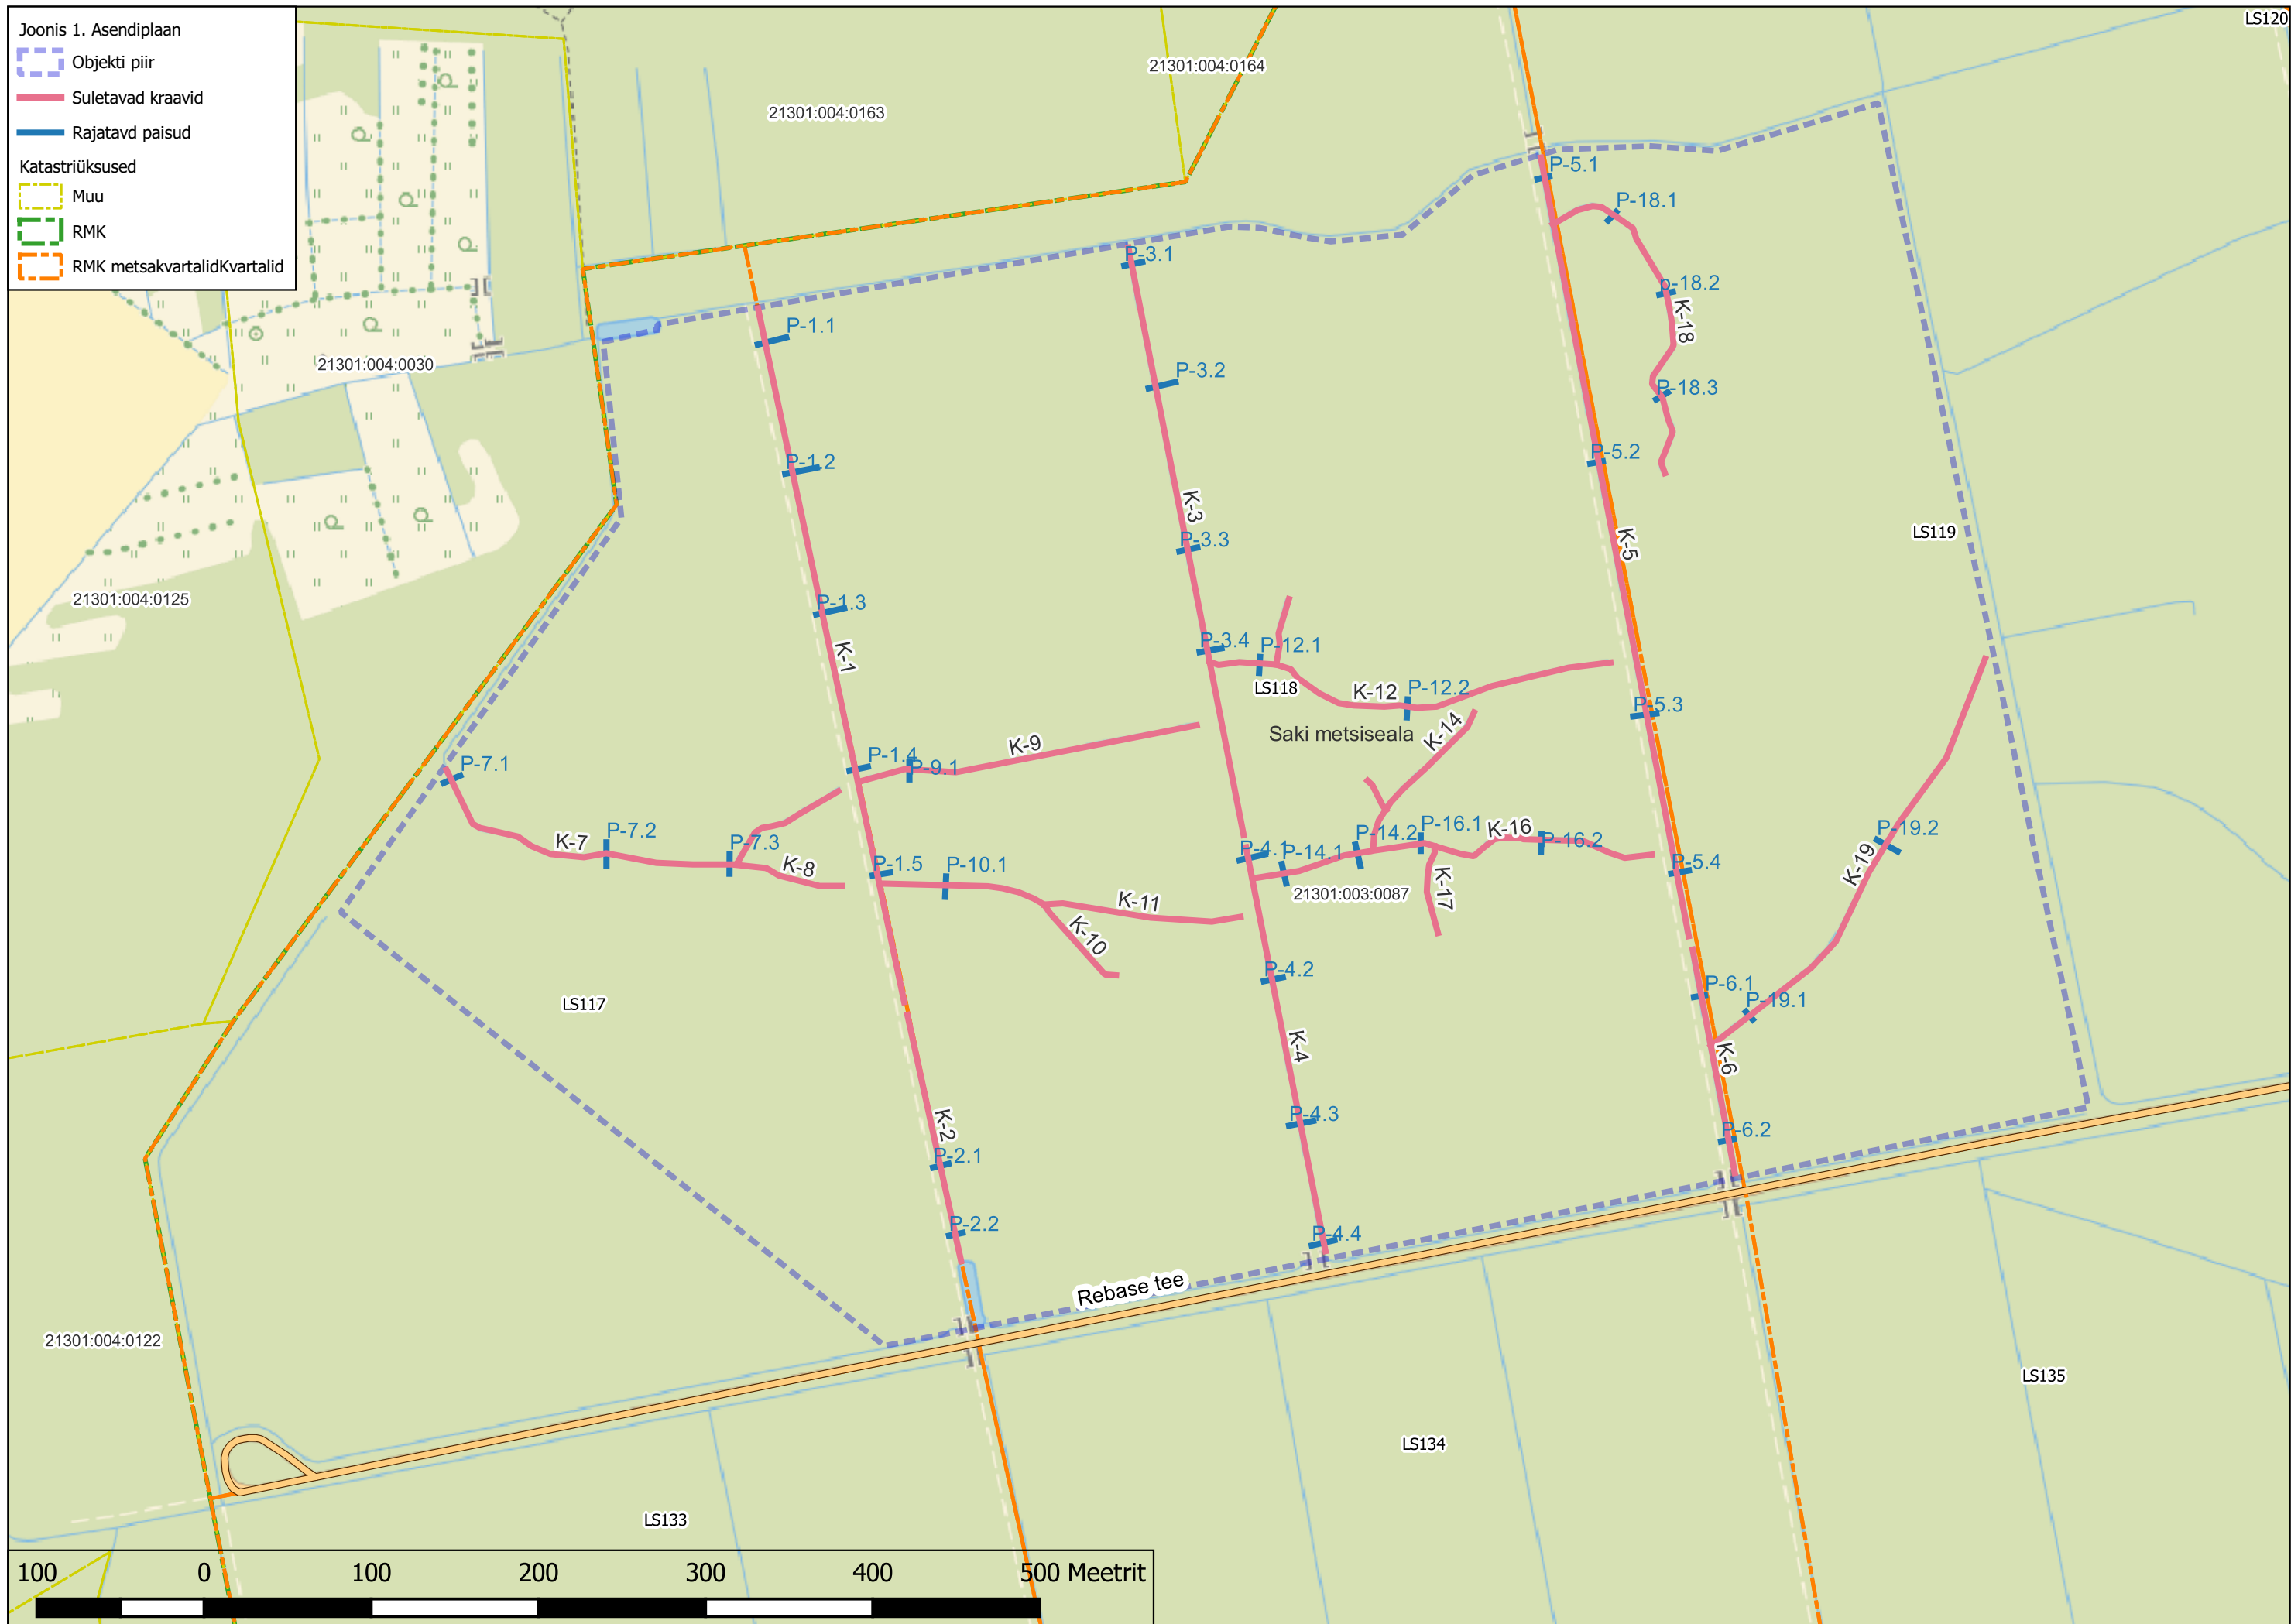 Joonis 1. Asendiplaan
Objekti piir
Suletavad kraavid
Rajatavd paisud
Katastriüksused
Muu
RMK
RMK metsakvartalidKvartalid
LS120
21301:004:0164
21301:004:0163
P-5.1
P-18.1
P-3.1
p-18.2
K-18
P-1.1
21301:004:0030
P-3.2
P-18.3
P-5.2
P-1.2
K-3
LS119
P-3.3
K-5
21301:004:0125
P-1.3
P-3.4
P-12.1
K-1
LS118
K-12
P-12.2
P-5.3
Saki metsiseala
K-14
K-9
P-1.4
P-9.1
P-7.1
P-7.2
K-7
P-7.3
P-14.2
P-16.1
K-16
P-16.2
P-19.2
P-4.1
P-14.1
P-5.4
K-19
K-8
P-1.5
P-10.1
K-17
21301:003:0087
K-11
K-10
P-4.2
P-6.1
P-19.1
LS117
K-4
K-6
K-2
P-4.3
P-6.2
P-2.1
P-2.2
P-4.4
Rebase tee
21301:004:0122
LS135
LS134
LS133
100 0 100 200 300 400 500 Meetrit